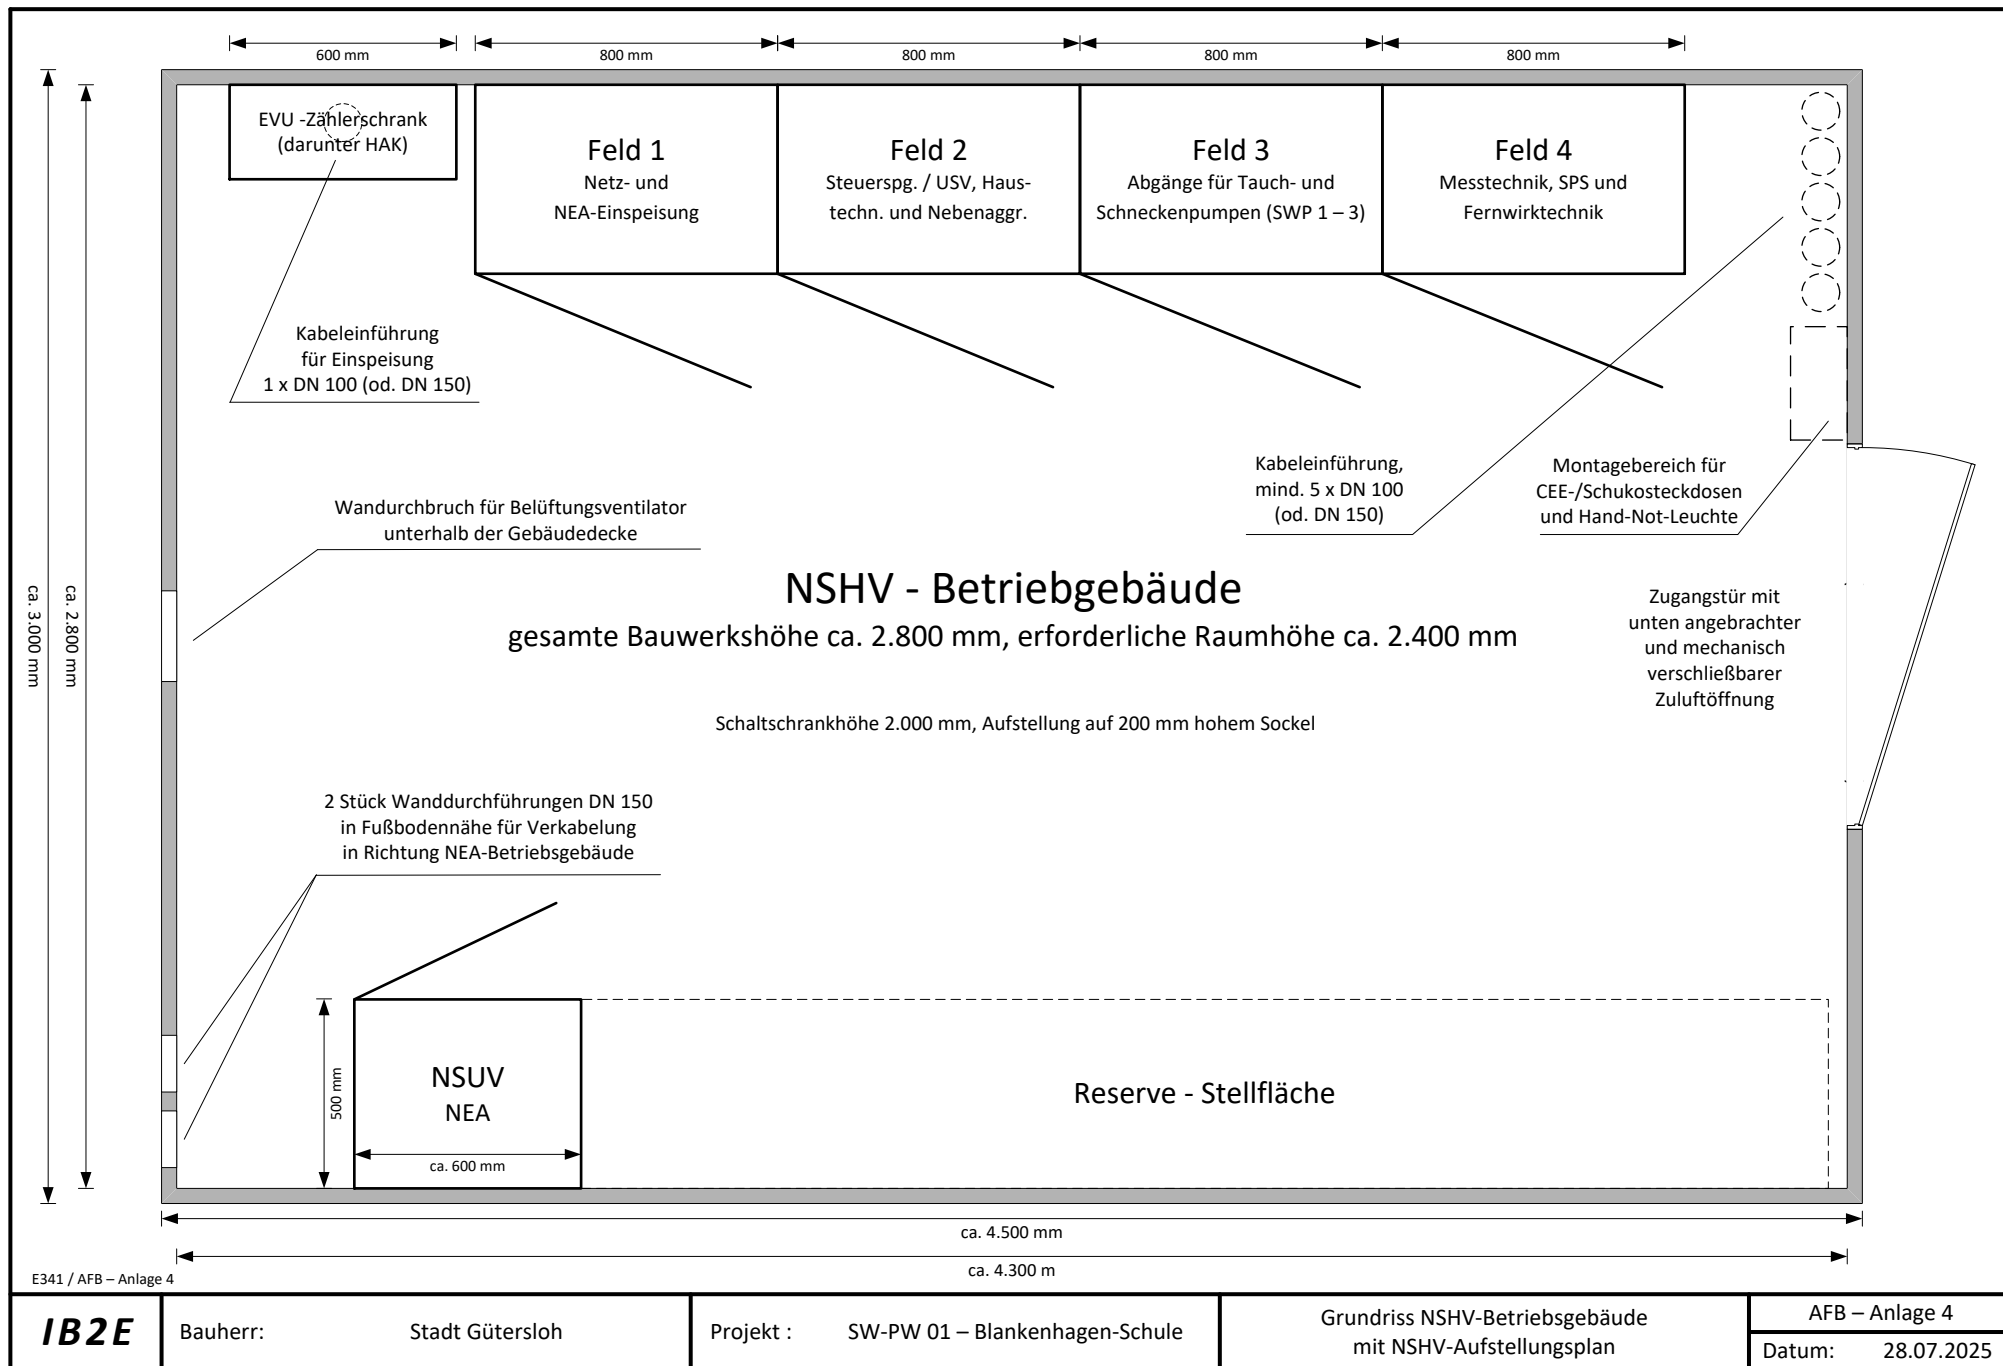 600 mm
800 mm
800 mm
800 mm
800 mm
EVU -Zählerschrank
(darunter HAK)
Feld 1
Netz- und
NEA-Einspeisung
Feld 2
Steuerspg. / USV, Haus-
techn. und Nebenaggr.
Feld 3
Abgänge für Tauch- und
Schneckenpumpen (SWP 1 – 3)
Feld 4
Messtechnik, SPS und
Fernwirktechnik
Kabeleinführung
für Einspeisung
1 x DN 100 (od. DN 150)
Kabeleinführung,
mind. 5 x DN 100
(od. DN 150)
Montagebereich für
CEE-/Schukosteckdosen
und Hand-Not-Leuchte
Wandurchbruch für Belüftungsventilator
unterhalb der Gebäudedecke
ca. 3.000 mm
ca. 2.800 mm
NSHV - Betriebgebäude
gesamte Bauwerkshöhe ca. 2.800 mm, erforderliche Raumhöhe ca. 2.400 mm
Zugangstür mit
unten angebrachter
und mechanisch
verschließbarer
Zuluftöffnung
Schaltschrankhöhe 2.000 mm, Aufstellung auf 200 mm hohem Sockel
2 Stück Wanddurchführungen DN 150
in Fußbodennähe für Verkabelung
in Richtung NEA-Betriebsgebäude
500 mm
NSUV
NEA
ca. 600 mm
Reserve - Stellfläche
ca. 4.500 mm
ca. 4.300 m
E341 / AFB – Anlage 4
IB2E
Bauherr:
Stadt Gütersloh
Projekt :
SW-PW 01 – Blankenhagen-Schule
Grundriss NSHV-Betriebsgebäude
mit NSHV-Aufstellungsplan
AFB – Anlage 4
Datum:
28.07.2025